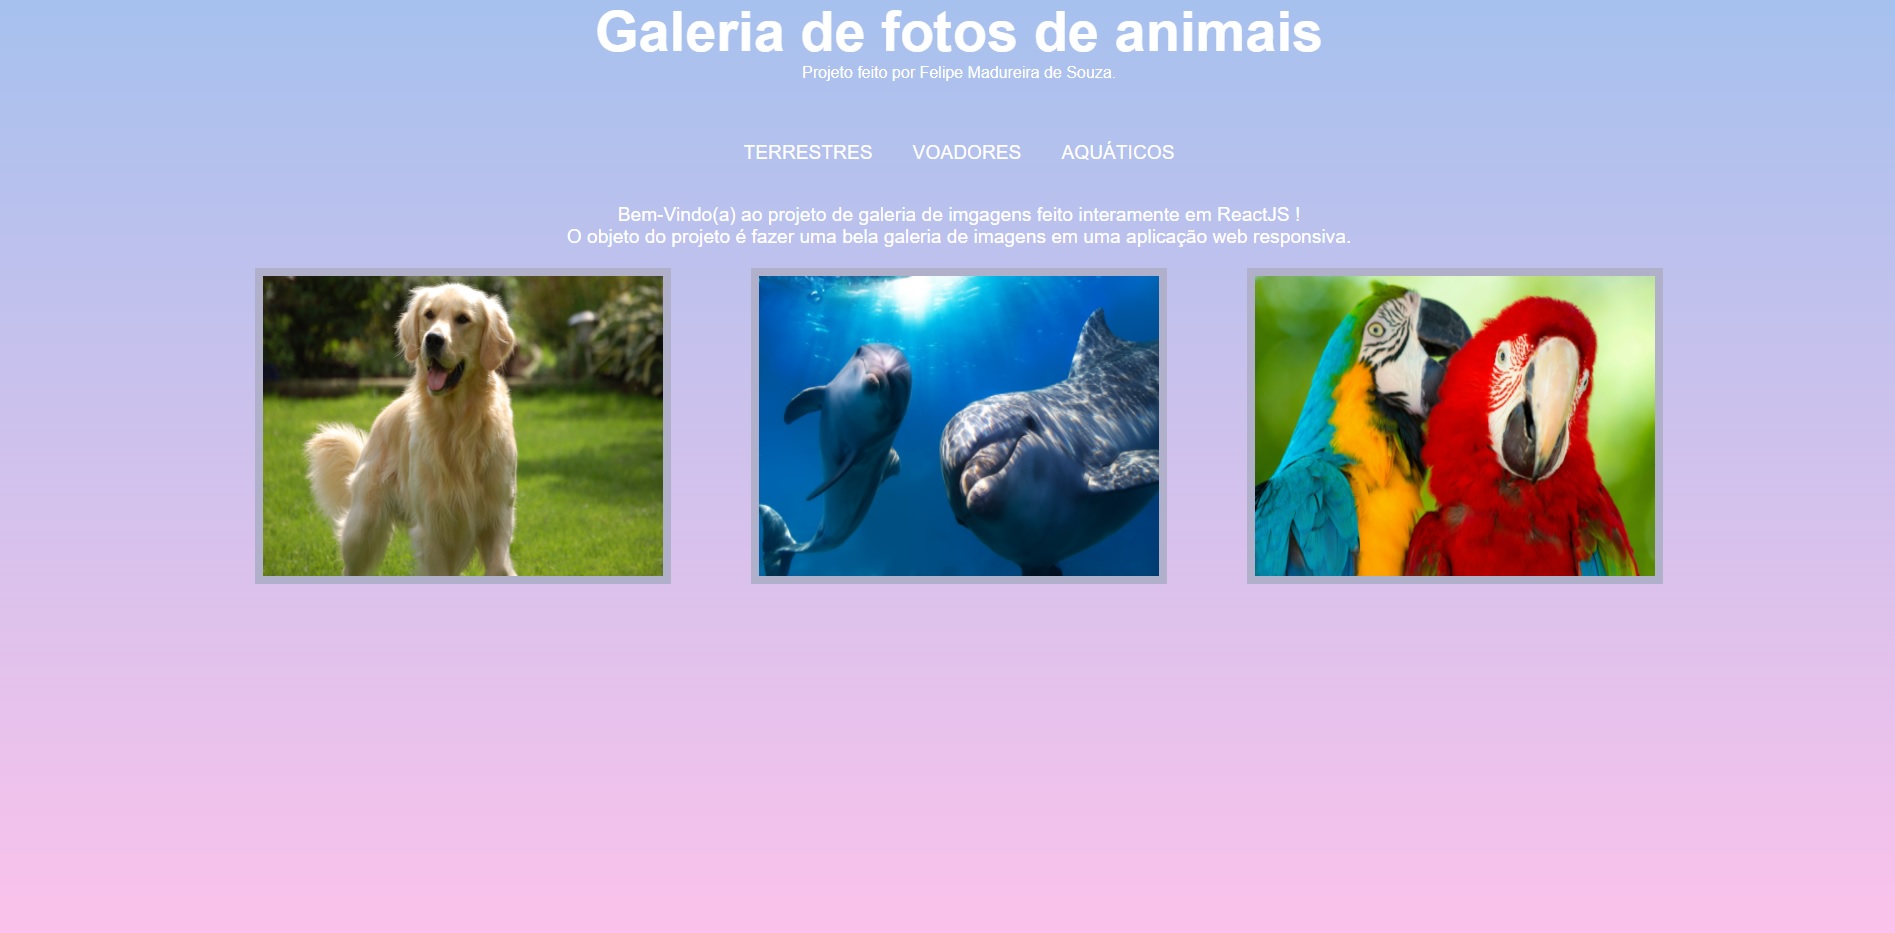 Galeria de fotos de animais
Projeto feito por Felipe Madureira de Souza.
TERRESTRES VOADORES AQUÁTICOS
Bem-Vindo(a) ao projeto de galeria de imgagens feito interamente em ReactJS !
O objeto do projeto é fazer uma bela galeria de imagens em uma aplicação web responsiva.